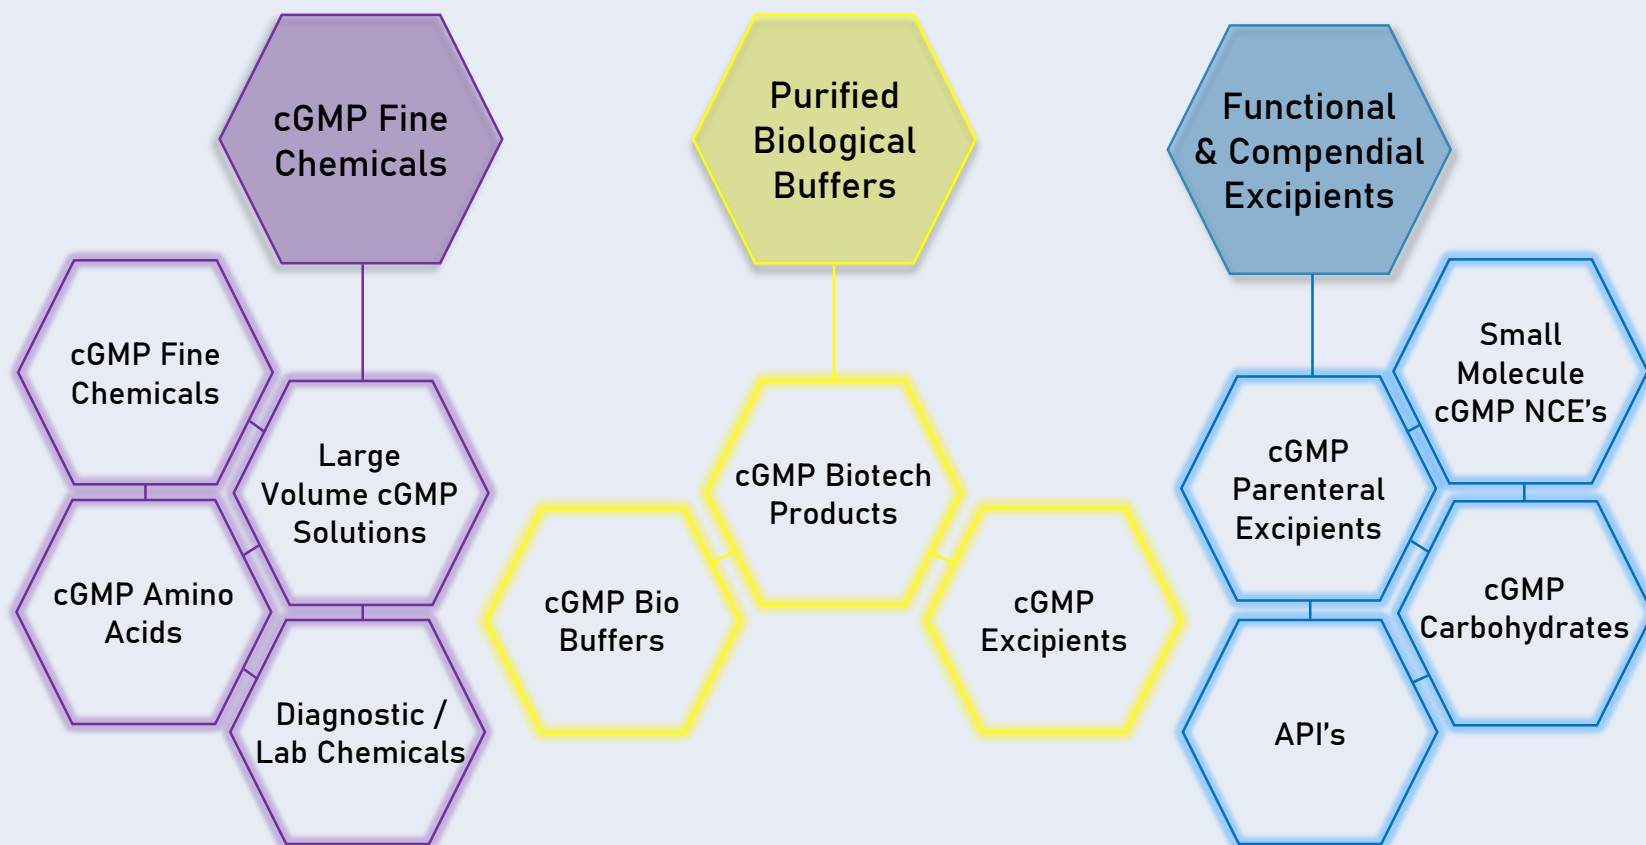 cGMP Fine
Chemicals
Purified
Biological
Buffers
Functional
& Compendial
Excipients
cGMP Fine
Chemicals
Large
Volume cGMP
Solutions
cGMP Amino
Acids
Diagnostic /
Lab Chemicals
cGMP Biotech
Products
cGMP Bio
Buffers
cGMP
Excipients
Small
Molecule
cGMP NCE's
cGMP
Parenteral
Excipients
cGMP
Carbohydrates
API's